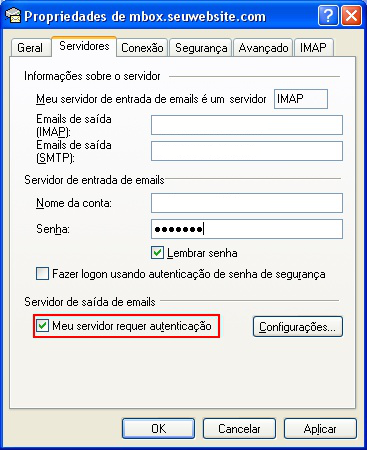 Propriedades de mbox.seuwebsite.com
Geral Servidores Conexão Segurança Avançado IMAP
Informações sobre o servidor
Meu servidor de entrada de emails é um servidor IMAP
Emails de saída
(IMAP):
Emails de saída
(SMTP):
Servidor de entrada de emails
Nome da conta:
Senha: ●●●●●●●
Lembrar senha
Fazer logon usando autenticação de senha de segurança
Servidor de saída de emails
Meu servidor requer autenticação Configurações...
OK Cancelar Aplicar